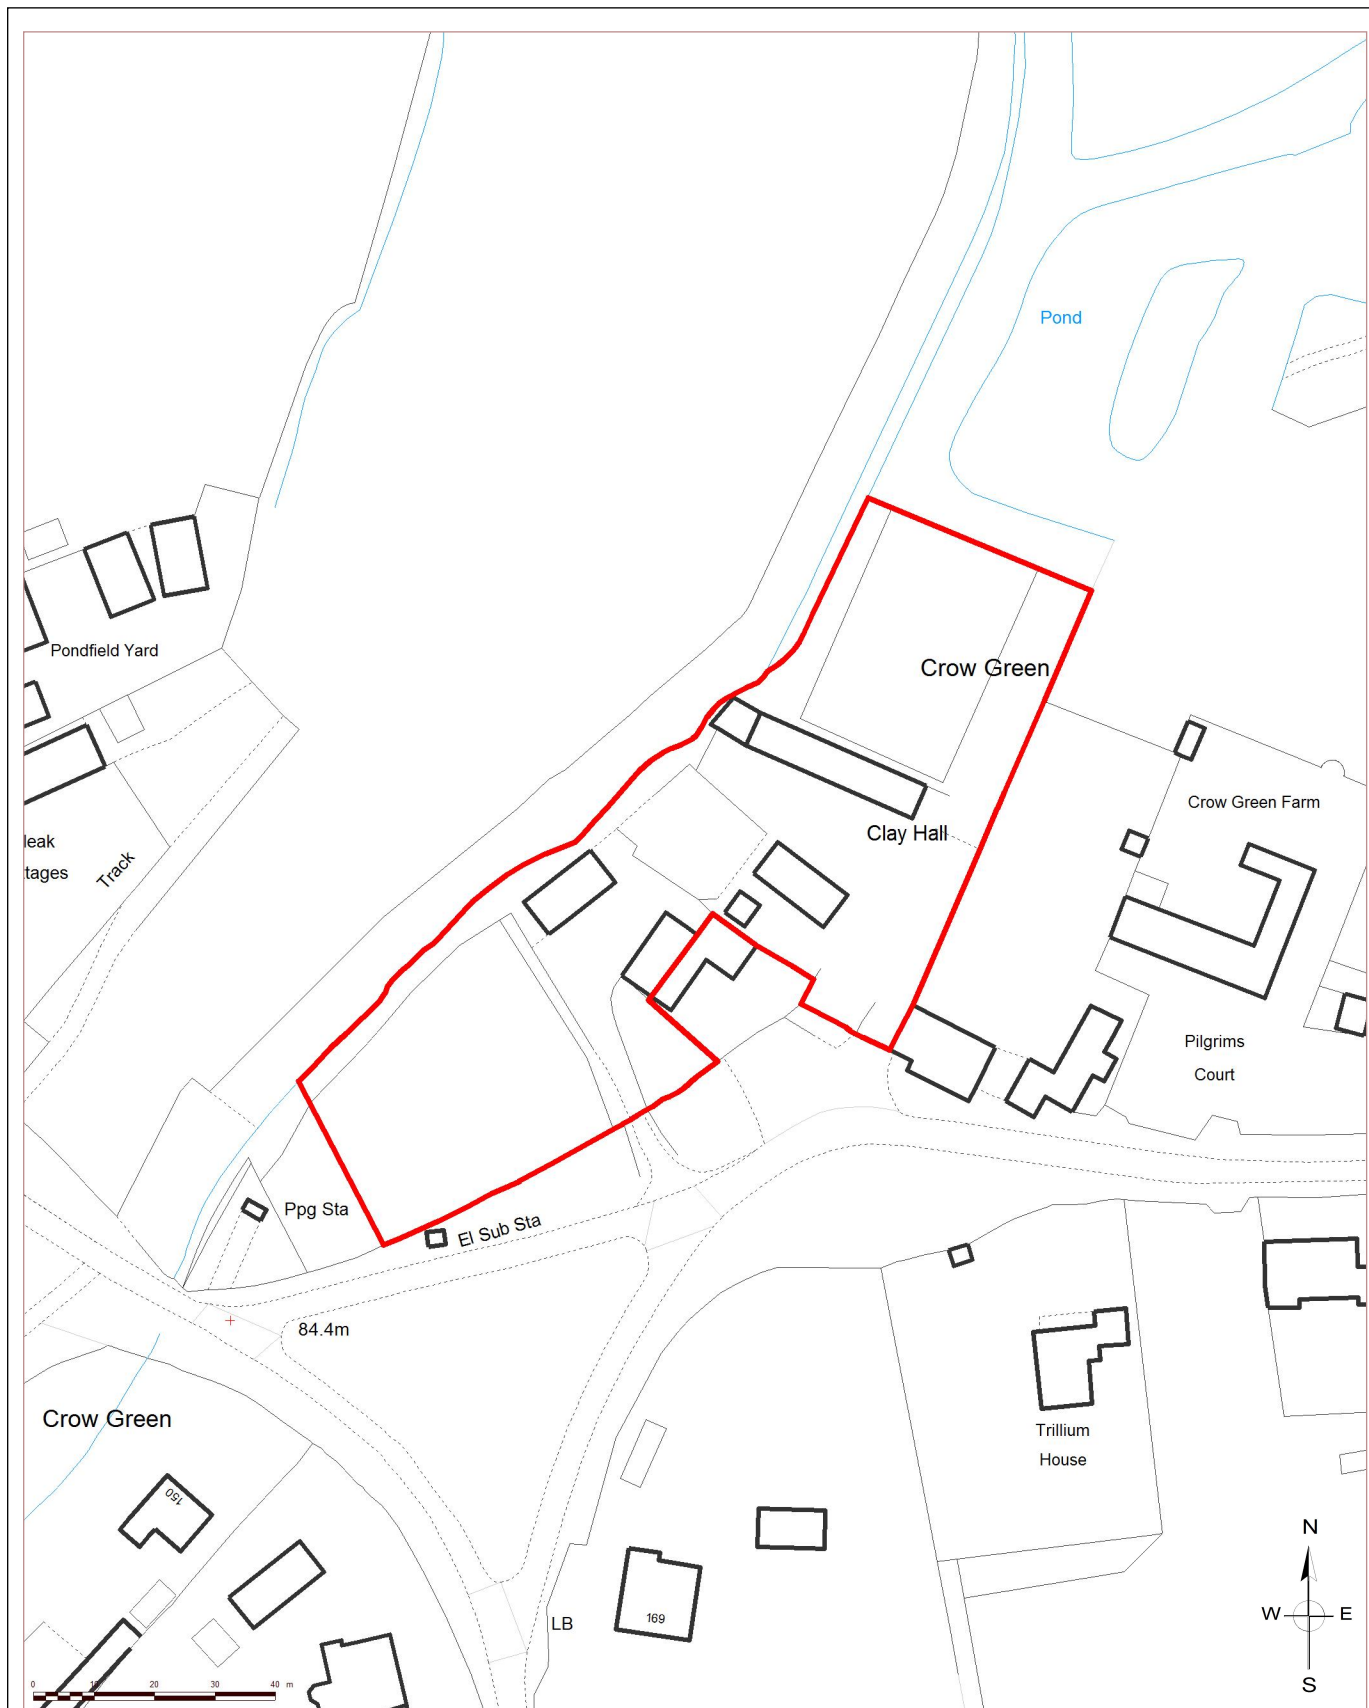 Pond
Pondfield Yard
Crow Green
Crow Green Farm
Clay Hall
leak
tages
Track
Pilgrims
Court
Ppg Sta
El Sub Sta
84.4m
Crow Green
Trillium
House
150
169
LB
N
W E
S
0 10 20 30 40 m